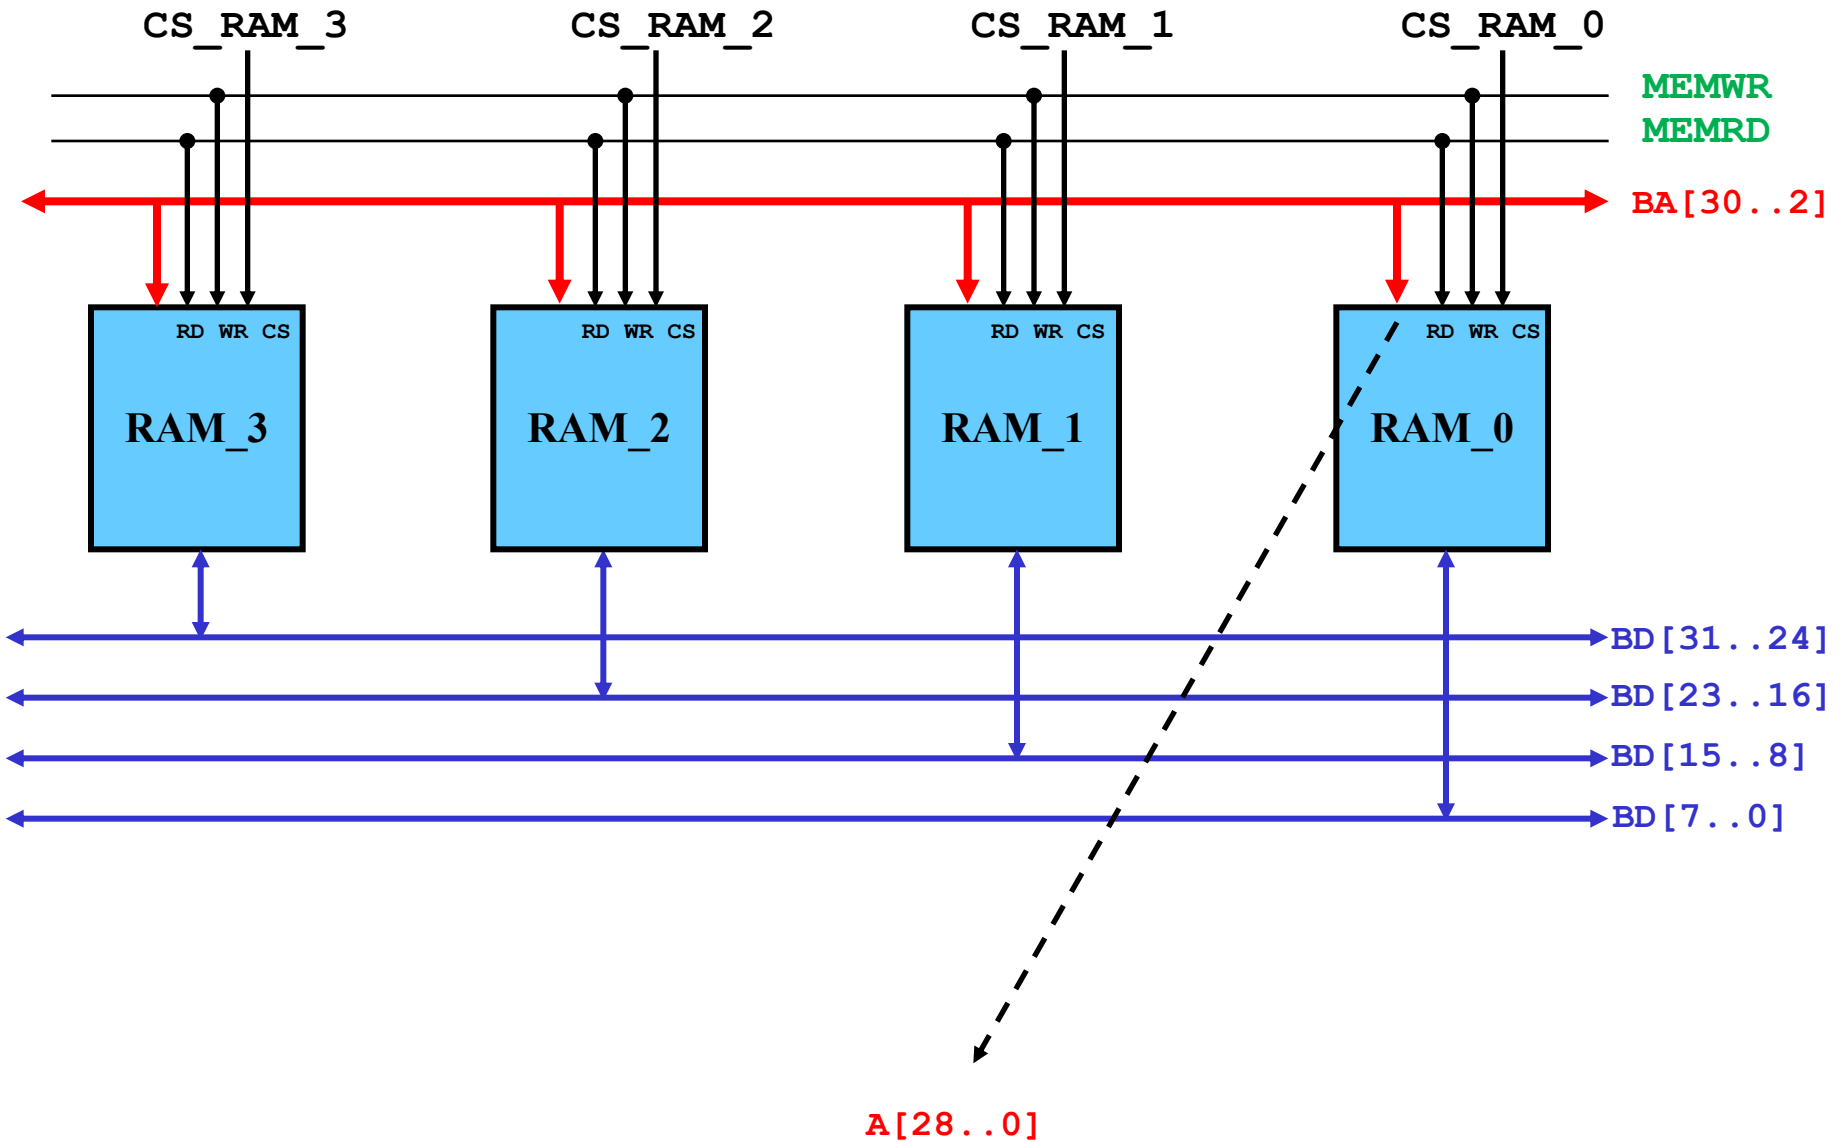 CS_RAM_3 CS_RAM_2 CS_RAM_1 CS_RAM_0
MEMWR
MEMRD
BA[30..2]
RD WR CS RD WR CS RD WR CS RD WR CS
RAM_3 RAM_2 RAM_1 RAM_0
BD[31..24]
BD[23..16]
BD[15..8]
BD[7..0]
A[28..0]